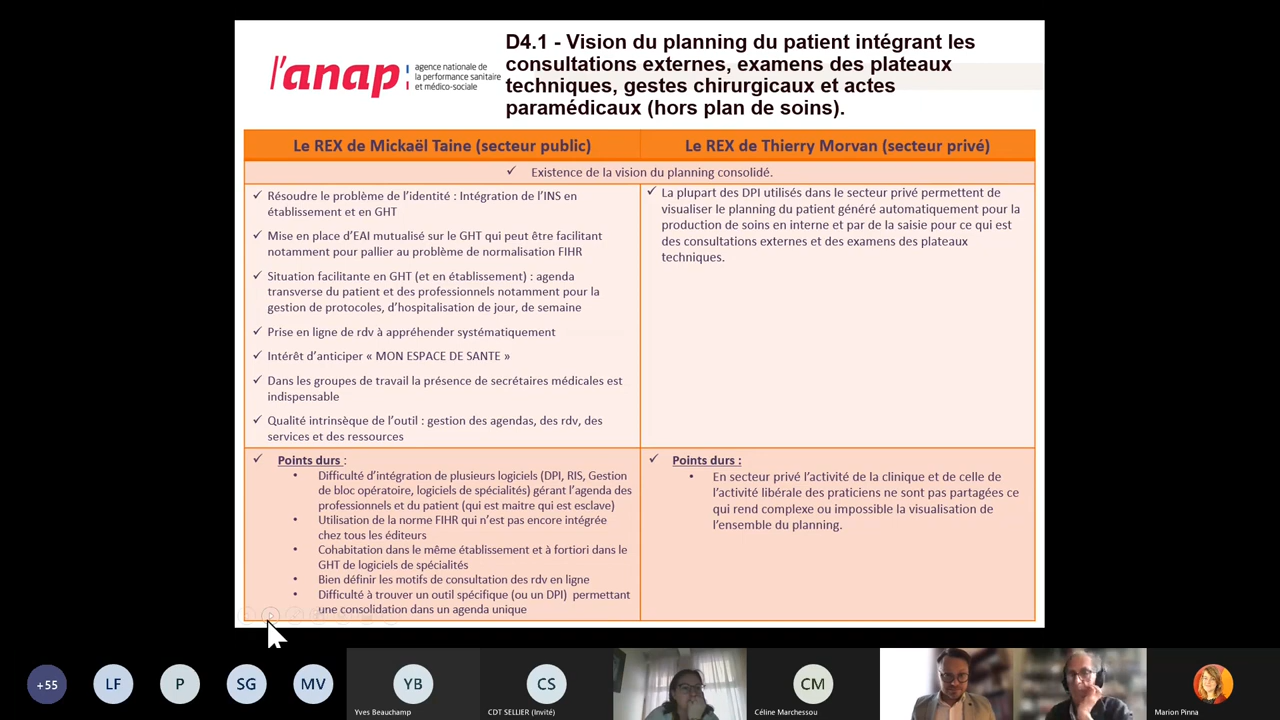 l'anap
agence nationale de
la performance sanitaire
et médico-sociale
D4.1 - Vision du planning du patient intégrant les
consultations externes, examens des plateaux
techniques, gestes chirurgicaux et actes
paramédicaux (hors plan de soins).
Le REX de Mickaël Taine (secteur public)
Le REX de Thierry Morvan (secteur privé)
✓ Existence de la vision du planning consolidé.
✓ Résoudre le problème de l'identité : Intégration de l'INS en
établissement et en GHT
✓ Mise en place d'EAI mutualisé sur le GHT qui peut être facilitant
notamment pour pallier au problème de normalisation FIHR
✓ Situation facilitante en GHT (et en établissement) : agenda
transverse du patient et des professionnels notamment pour la
gestion de protocoles, d'hospitalisation de jour, de semaine
✓ Prise en ligne de rdv à appréhender systématiquement
✓ Intérêt d'anticiper « MON ESPACE DE SANTE »
✓ Dans les groupes de travail la présence de secrétaires médicales est
indispensable
✓ Qualité intrinsèque de l'outil : gestion des agendas, des rdv, des
services et des ressources
✓ La plupart des DPI utilisés dans le secteur privé permettent de
visualiser le planning du patient généré automatiquement pour la
production de soins en interne et par de la saisie pour ce qui est
des consultations externes et des examens des plateaux
techniques.
✓ Points durs :
• Difficulté d'intégration de plusieurs logiciels (DPI, RIS, Gestion
de bloc opératoire, logiciels de spécialités) gérant l'agenda des
professionnels et du patient (qui est maitre qui est esclave)
• Utilisation de la norme FIHR qui n'est pas encore intégrée
chez tous les éditeurs
• Cohabitation dans le même établissement et à fortiori dans le
GHT de logiciels de spécialités
• Bien définir les motifs de consultation des rdv en ligne
• Difficulté à trouver un outil spécifique (ou un DPI) permettant
une consolidation dans un agenda unique
✓ Points durs :
• En secteur privé l'activité de la clinique et de celle de
l'activité libérale des praticiens ne sont pas partagées ce
qui rend complexe ou impossible la visualisation de
l'ensemble du planning.
+55
LF
P
SG
MV
YB
Yves Beauchamp
CS
CDT SELLIER (Invité)
CM
Céline Marchessou
Marion Pinna